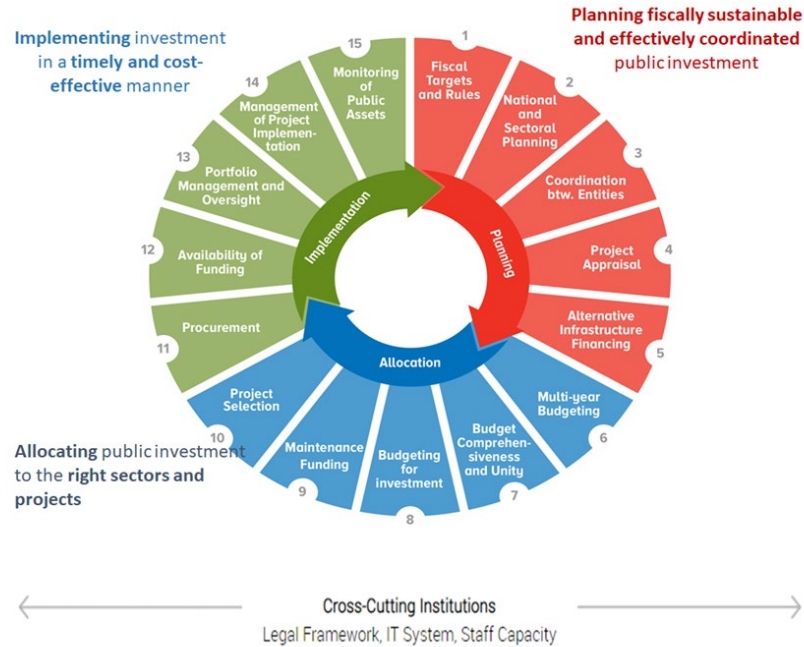 Implementing investment
in a timely and cost-
effective manner
Planning fiscally sustainable
and effectively coordinated
public investment
1
Fiscal
Targets
and Rules
2
National
and
Sectoral
Planning
3
Coordination
btw. Entities
4
Project
Appraisal
5
Alternative
Infrastructure
Financing
6
Multi-year
Budgeting
7
Budget
Comprehen-
siveness
and Unity
8
Budgeting
for
investment
9
Maintenance
Funding
10
Project
Selection
11
Procurement
12
Availability of
Funding
13
Portfolio
Management and
Oversight
14
Management
of Project
Implemen-
tation
15
Monitoring
of
Public
Assets
Planning
Allocation
Implementation
Allocating public investment
to the right sectors and
projects
Cross-Cutting Institutions
Legal Framework, IT System, Staff Capacity